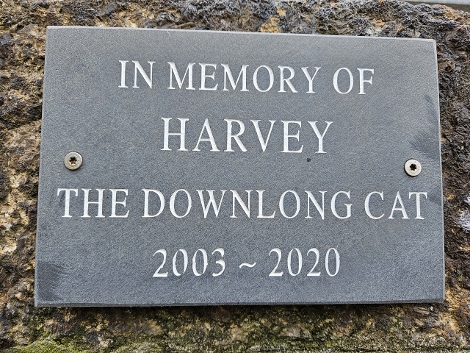 IN MEMORY OF
HARVEY
THE DOWNLONG CAT
2003 ~ 2020